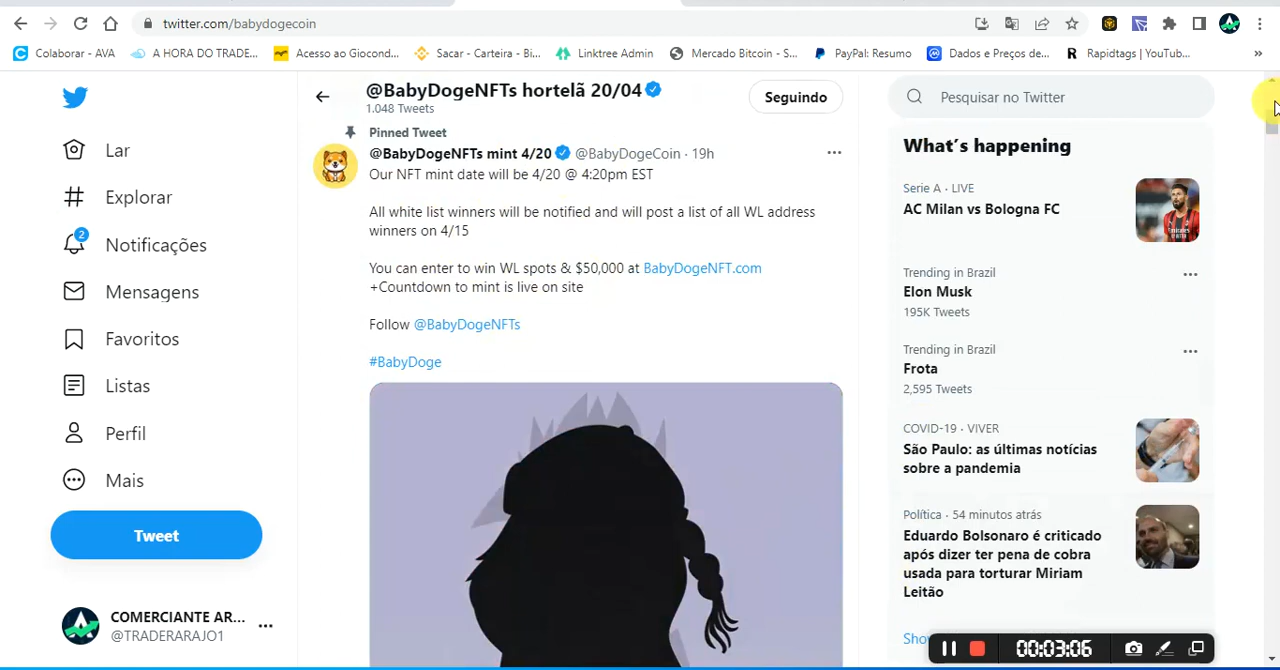 twitter.com/babydogecoin
Colaborar - AVA
A HORA DO TRADE...
Acesso ao Giocond...
Sacar - Carteira - Bi...
Linktree Admin
Mercado Bitcoin - S...
PayPal: Resumo
Dados e Preços de...
Rapidtags | YouTub...
»
Lar
Explorar
2
Notificações
Mensagens
Favoritos
Listas
Perfil
Mais
Tweet
COMERCIANTE AR...
@TRADERARAJO1
@BabyDogeNFTs hortelã 20/04
1.048 Tweets
Seguindo
Pinned Tweet
@BabyDogeNFTs mint 4/20 @BabyDogeCoin · 19h
Our NFT mint date will be 4/20 @ 4:20pm EST
All white list winners will be notified and will post a list of all WL address
winners on 4/15
You can enter to win WL spots & $50,000 at BabyDogeNFT.com
+Countdown to mint is live on site
Follow @BabyDogeNFTs
#BabyDoge
Pesquisar no Twitter
What's happening
Serie A · LIVE
AC Milan vs Bologna FC
Trending in Brazil
Elon Musk
195K Tweets
Trending in Brazil
Frota
2,595 Tweets
COVID-19 · VIVER
São Paulo: as últimas notícias
sobre a pandemia
Política · 54 minutos atrás
Eduardo Bolsonaro é criticado
após dizer ter pena de cobra
usada para torturar Miriam
Leitão
00:03:06